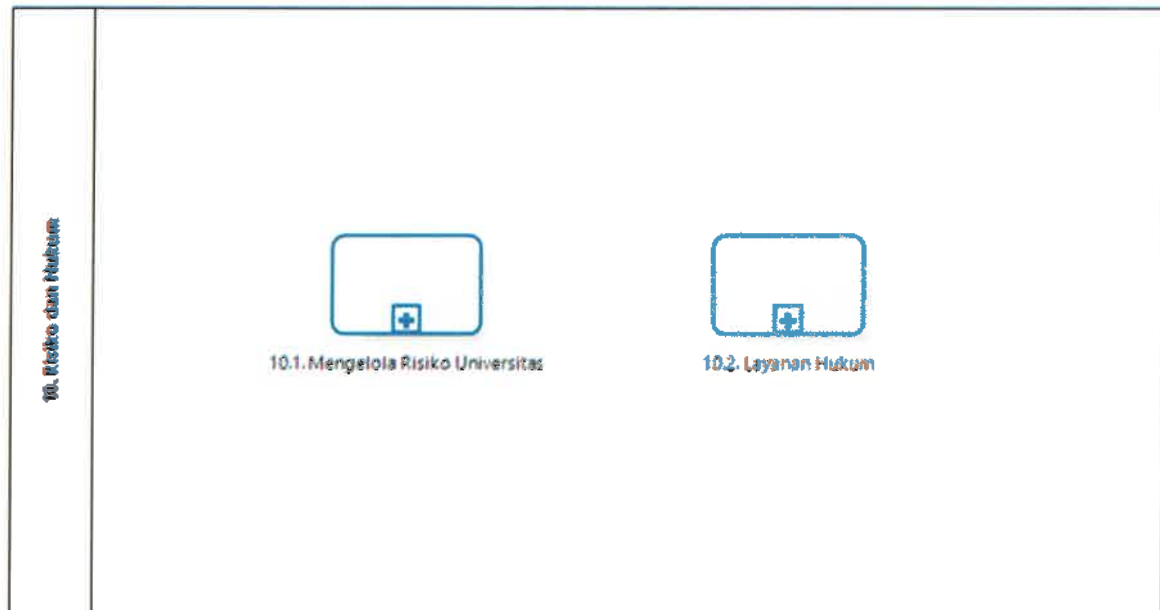 10. Risiko dan Hukum
10.1. Mengelola Risiko Universitas
10.2. Layanan Hukum